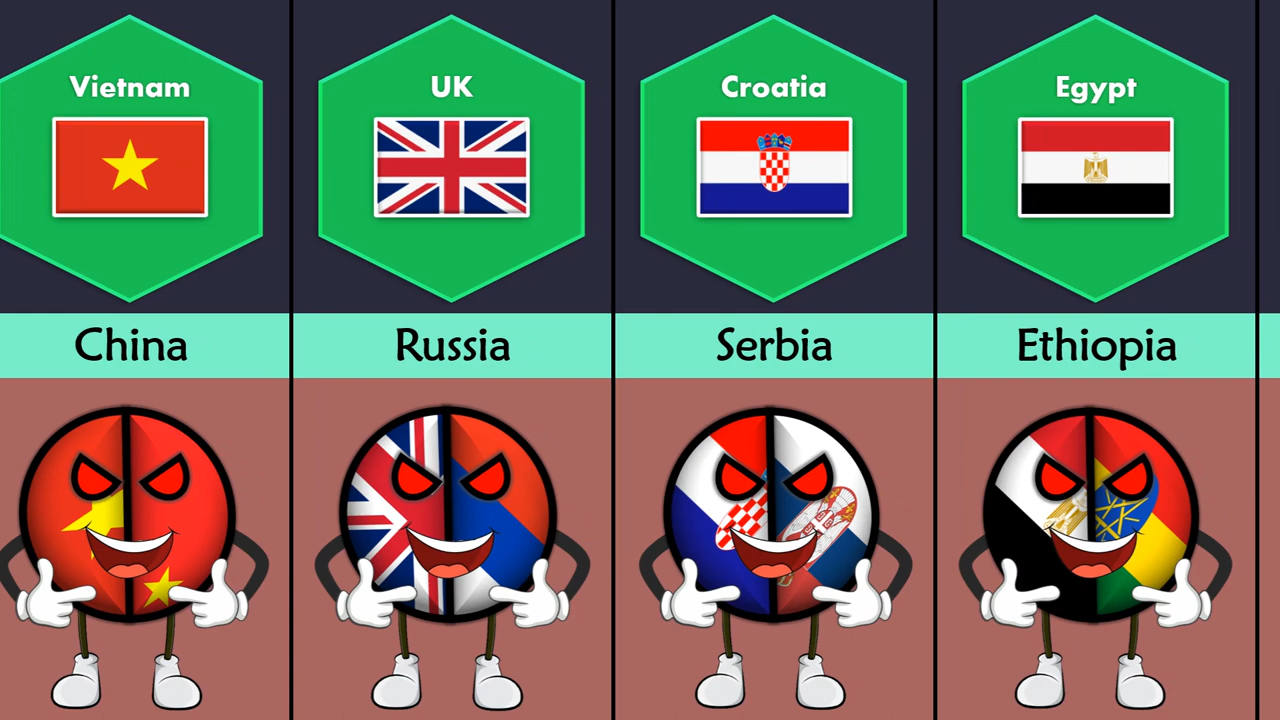 Vietnam
UK
Croatia
Egypt
China
Russia
Serbia
Ethiopia